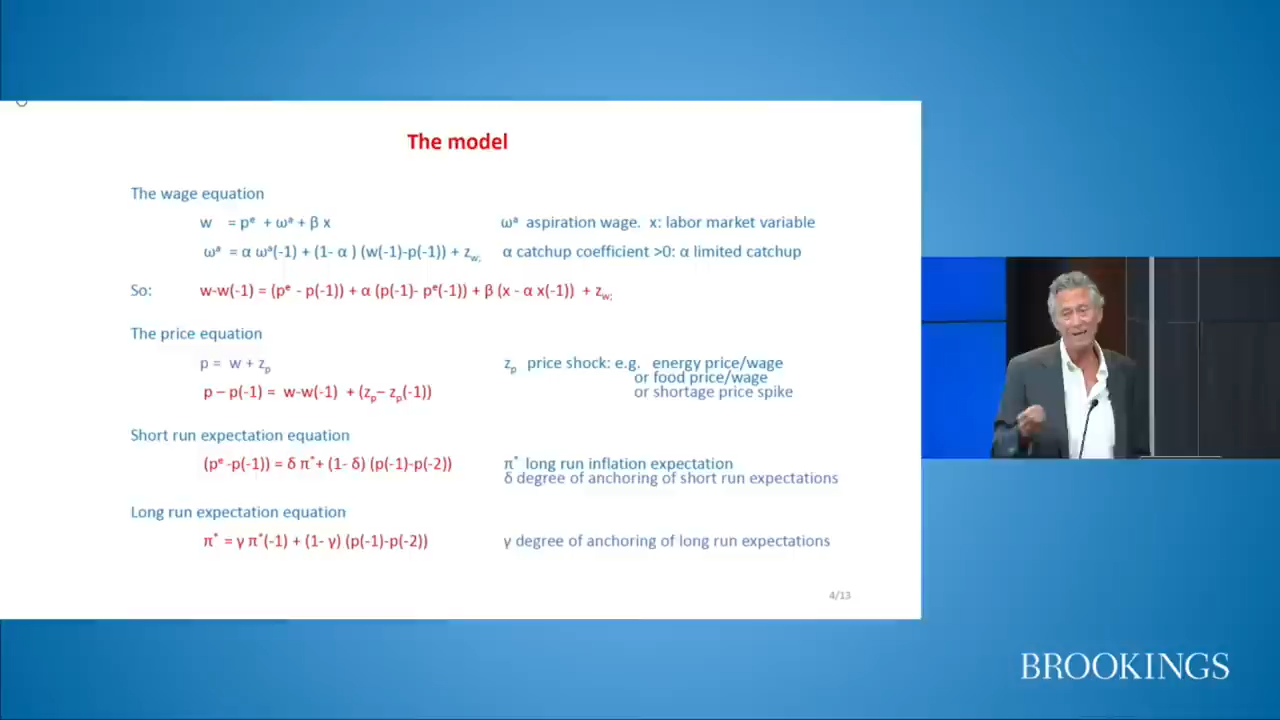 The model
The wage equation
w = pᵉ + ωᵃ + β x ωᵃ aspiration wage. x: labor market variable
ωᵃ = α ωᵃ(-1) + (1- α ) (w(-1)-p(-1)) + z_w; α catchup coefficient >0: α limited catchup
So: w-w(-1) = (pᵉ - p(-1)) + α (p(-1)- pᵉ(-1)) + β (x - α x(-1)) + z_w;
The price equation
p = w + z_p z_p price shock: e.g. energy price/wage
or food price/wage
p – p(-1) = w-w(-1) + (z_p– z_p(-1)) or shortage price spike
Short run expectation equation
(pᵉ -p(-1)) = δ π*+ (1- δ) (p(-1)-p(-2)) π* long run inflation expectation
δ degree of anchoring of short run expectations
Long run expectation equation
π* = γ π*(-1) + (1- γ) (p(-1)-p(-2)) γ degree of anchoring of long run expectations
4/13
BROOKINGS